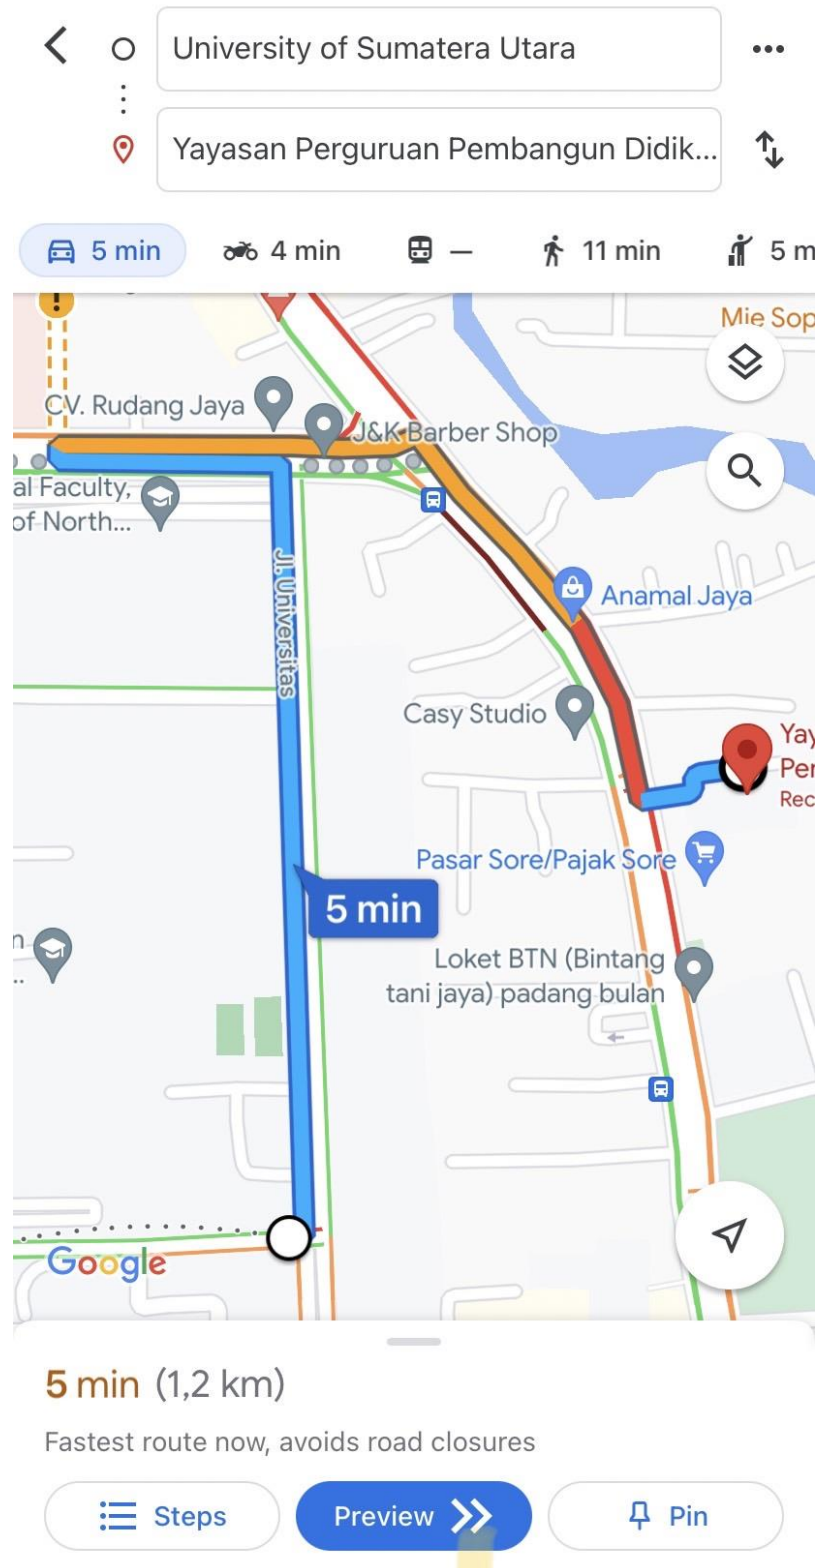 University of Sumatera Utara
Yayasan Perguruan Pembangun Didik...
5 min
4 min
—
11 min
5 m
Mie Sop
CV. Rudang Jaya
J&K Barber Shop
al Faculty,
of North...
Jl. Universitas
Anamal Jaya
Casy Studio
Yay
Per
Rec
Pasar Sore/Pajak Sore
5 min
n
..
Loket BTN (Bintang
tani jaya) padang bulan
Google
5 min (1,2 km)
Fastest route now, avoids road closures
Steps
Preview
Pin